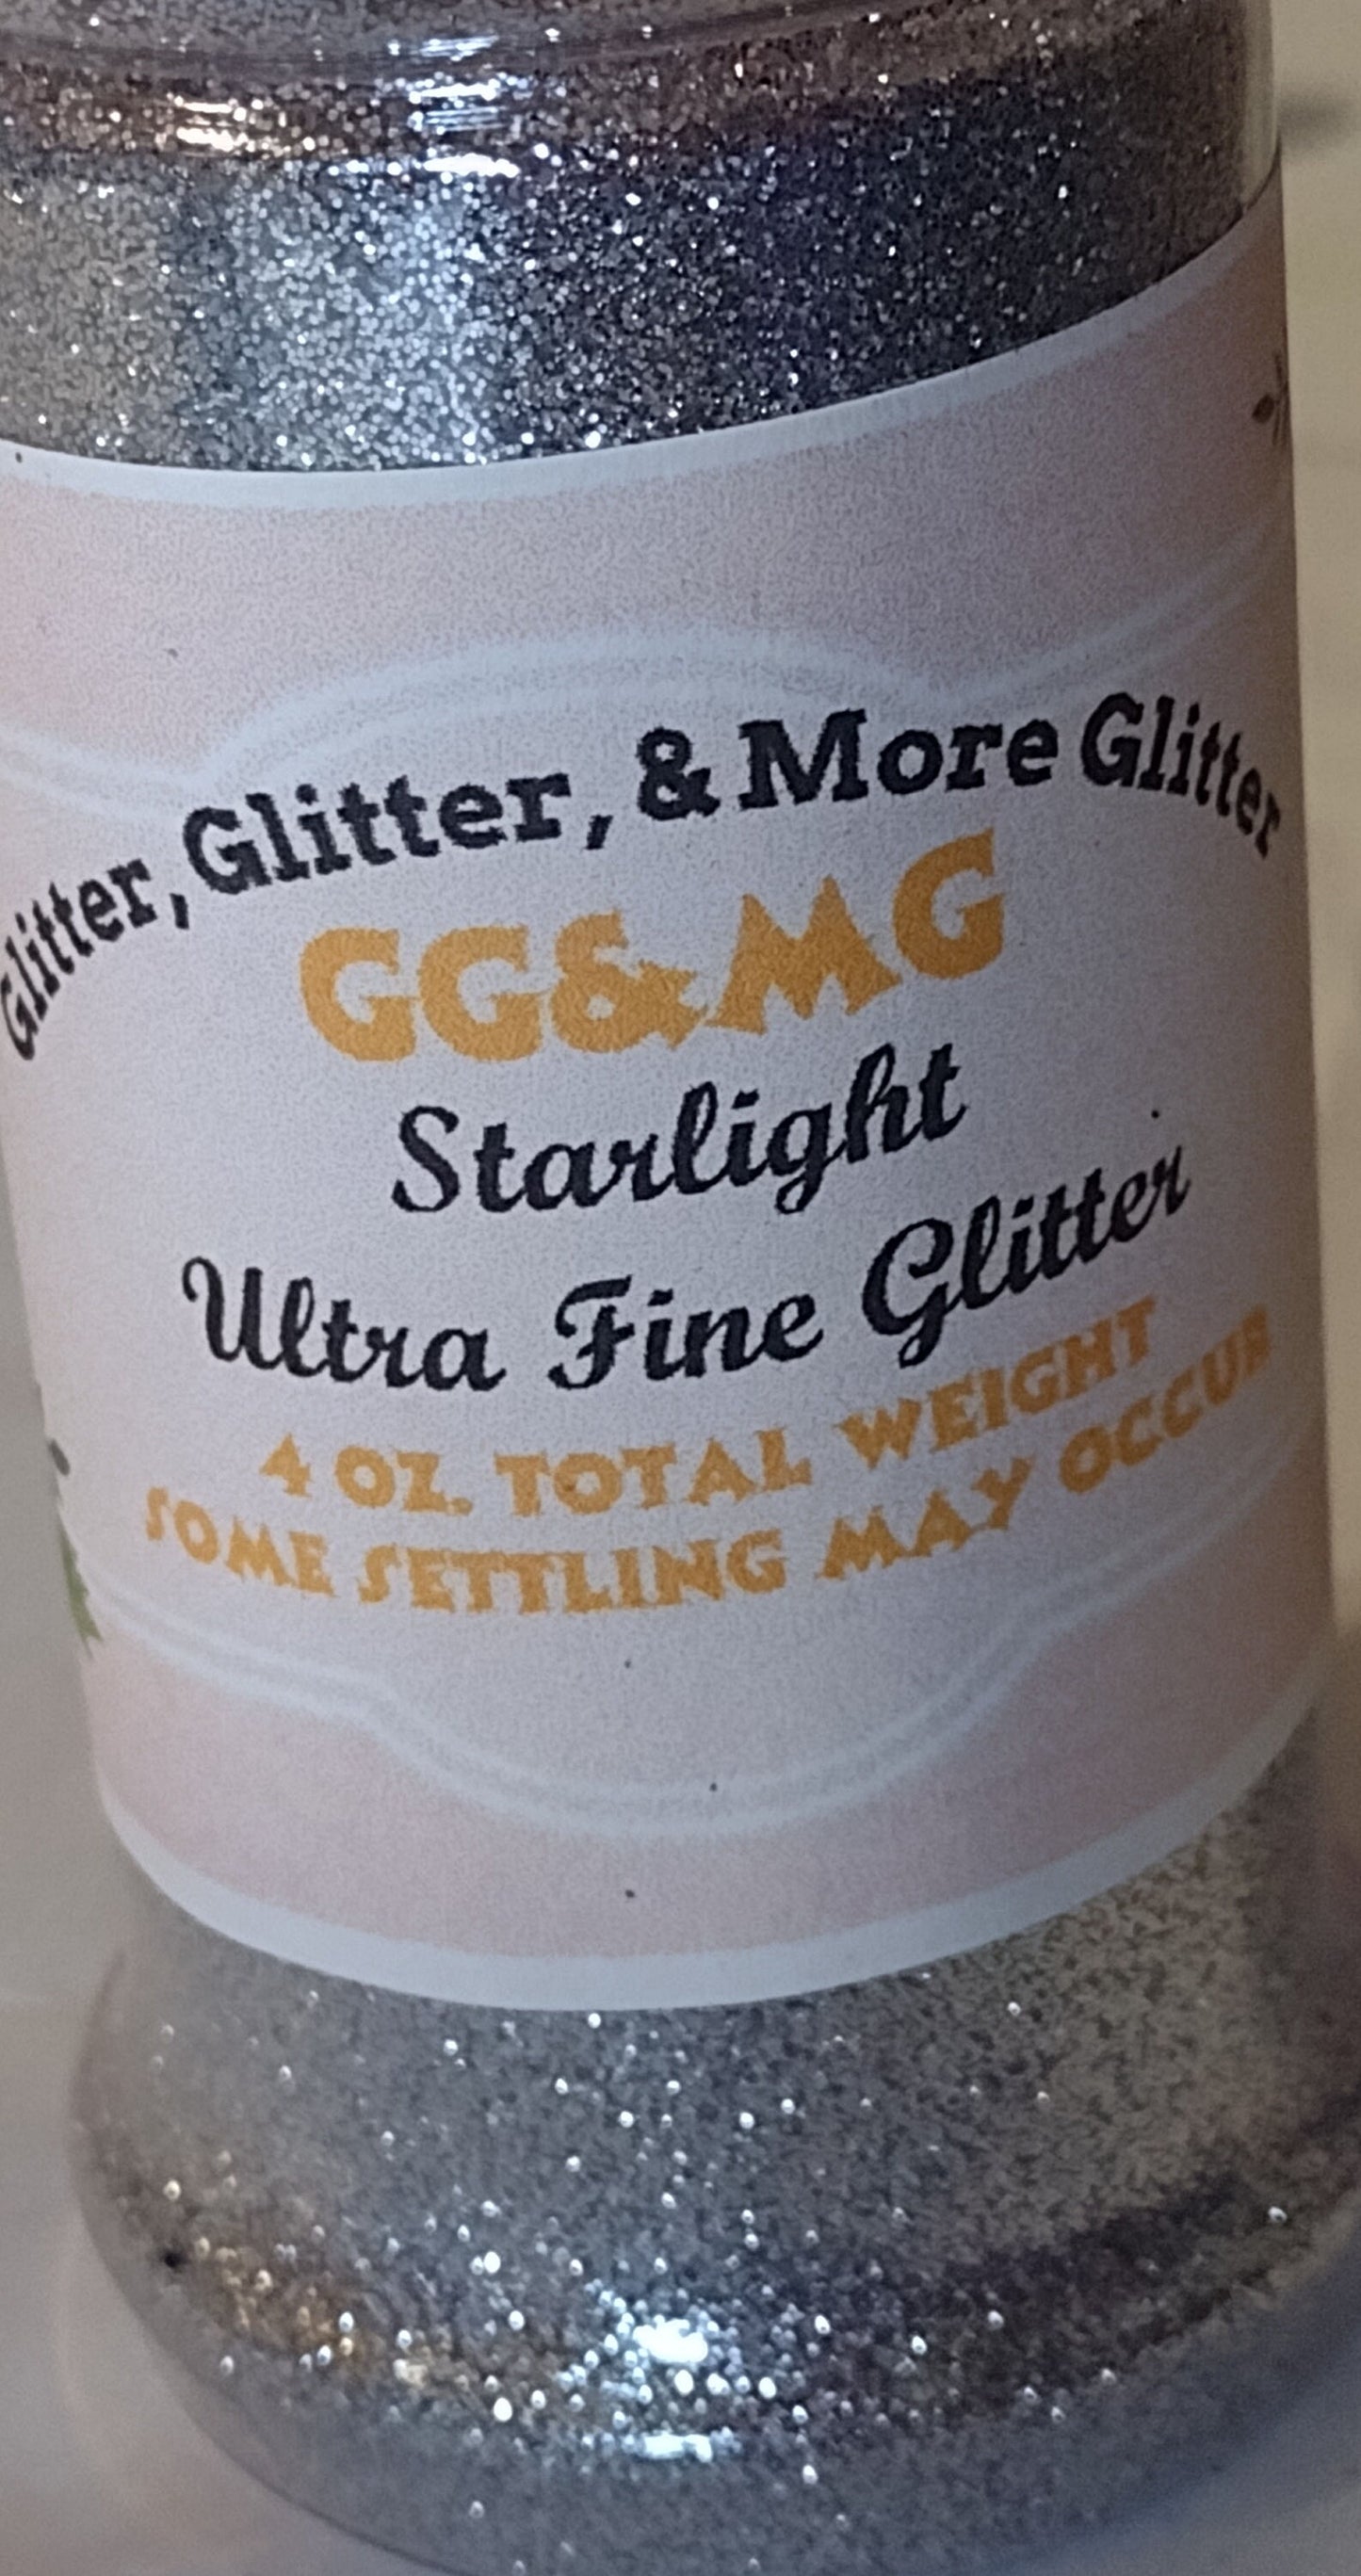 Glitter, Glitter, & More Glitter
GG&MG
Starlight
Ultra Fine Glitter
4 OZ. TOTAL WEIGHT
SOME SETTLING MAY OCCUR